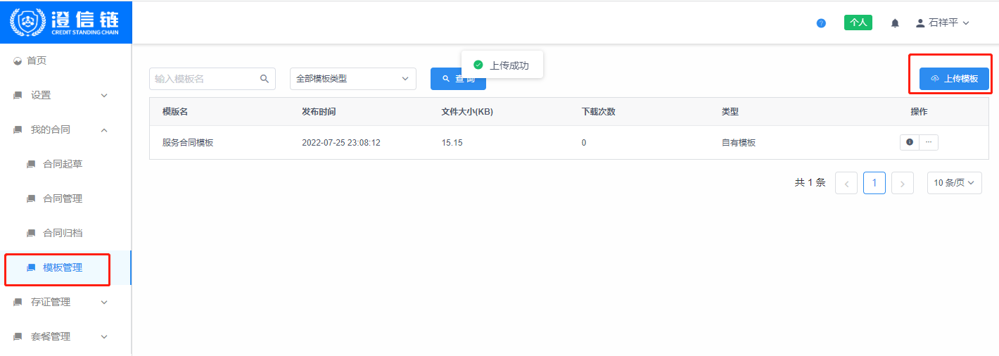 澄信链
CREDIT STANDING CHAIN
? 个人 石祥平
首页
设置
我的合同
合同起草
合同管理
合同归档
模板管理
存证管理
套餐管理
上传成功
输入模板名 全部模板类型 查询 上传模板
模版名 发布时间 文件大小(KB) 下载次数 类型 操作
服务合同模板 2022-07-25 23:08:12 15.15 0 自有模板 ···
共 1 条 1 10 条/页